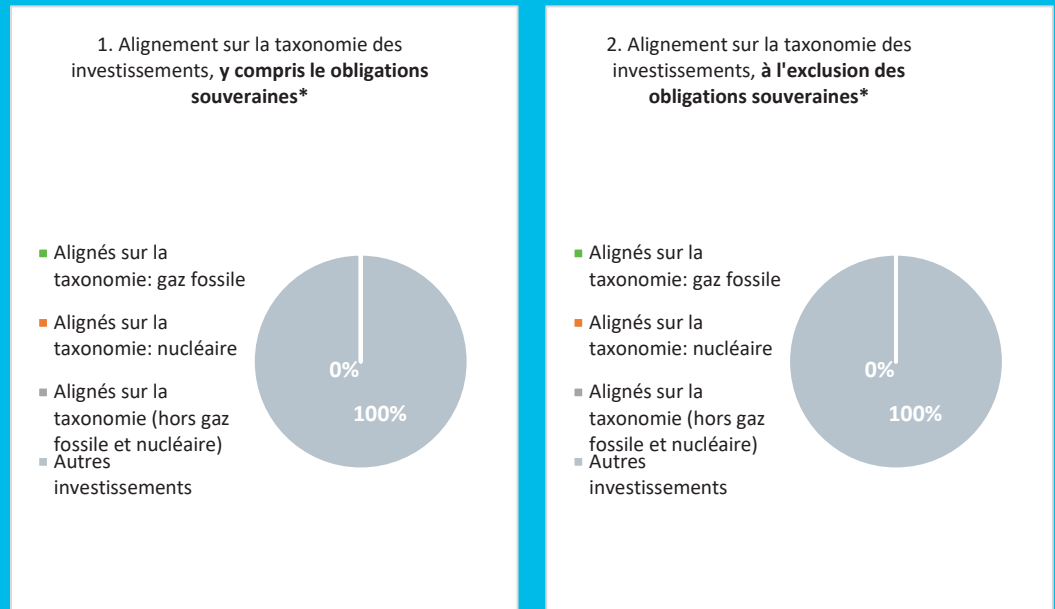 1. Alignement sur la taxonomie des
investissements, y compris le obligations
souveraines*
Alignés sur la
taxonomie: gaz fossile
Alignés sur la
taxonomie: nucléaire
Alignés sur la
taxonomie (hors gaz
fossile et nucléaire)
Autres
investissements
0%
100%
2. Alignement sur la taxonomie des
investissements, à l'exclusion des
obligations souveraines*
Alignés sur la
taxonomie: gaz fossile
Alignés sur la
taxonomie: nucléaire
Alignés sur la
taxonomie (hors gaz
fossile et nucléaire)
Autres
investissements
0%
100%